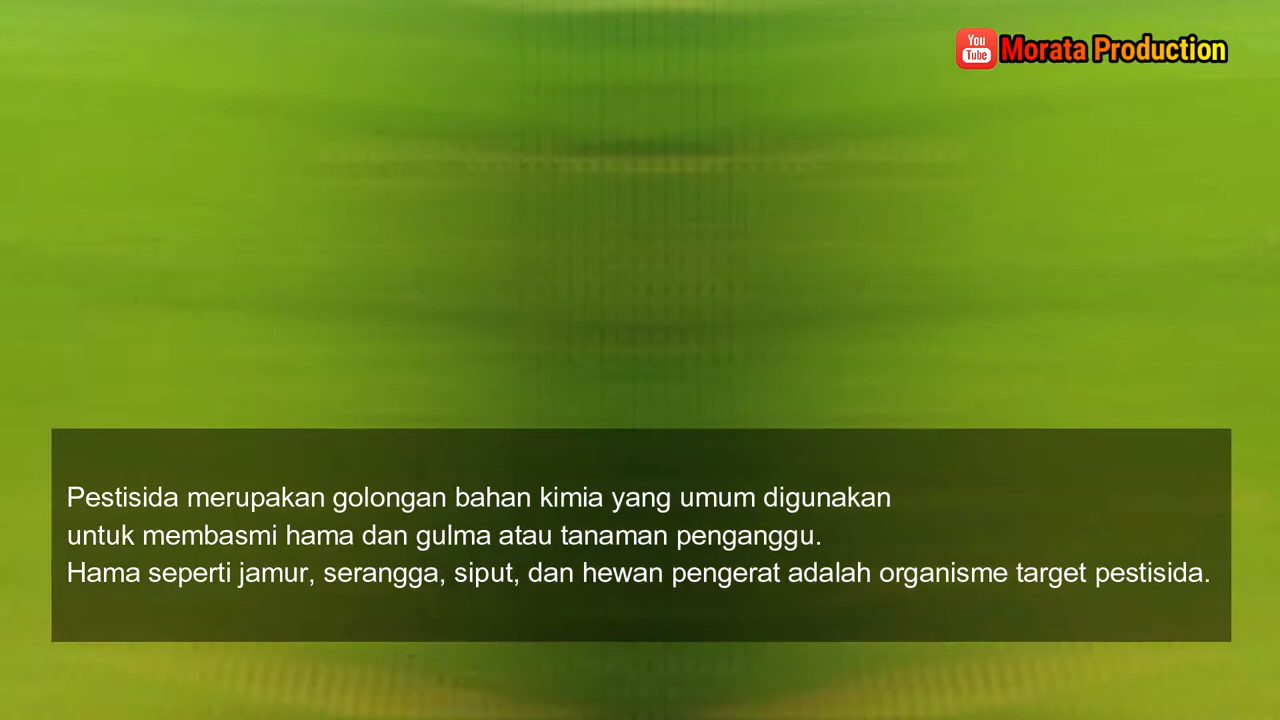 You
Tube
Morata Production
Pestisida merupakan golongan bahan kimia yang umum digunakan
untuk membasmi hama dan gulma atau tanaman penganggu.
Hama seperti jamur, serangga, siput, dan hewan pengerat adalah organisme target pestisida.